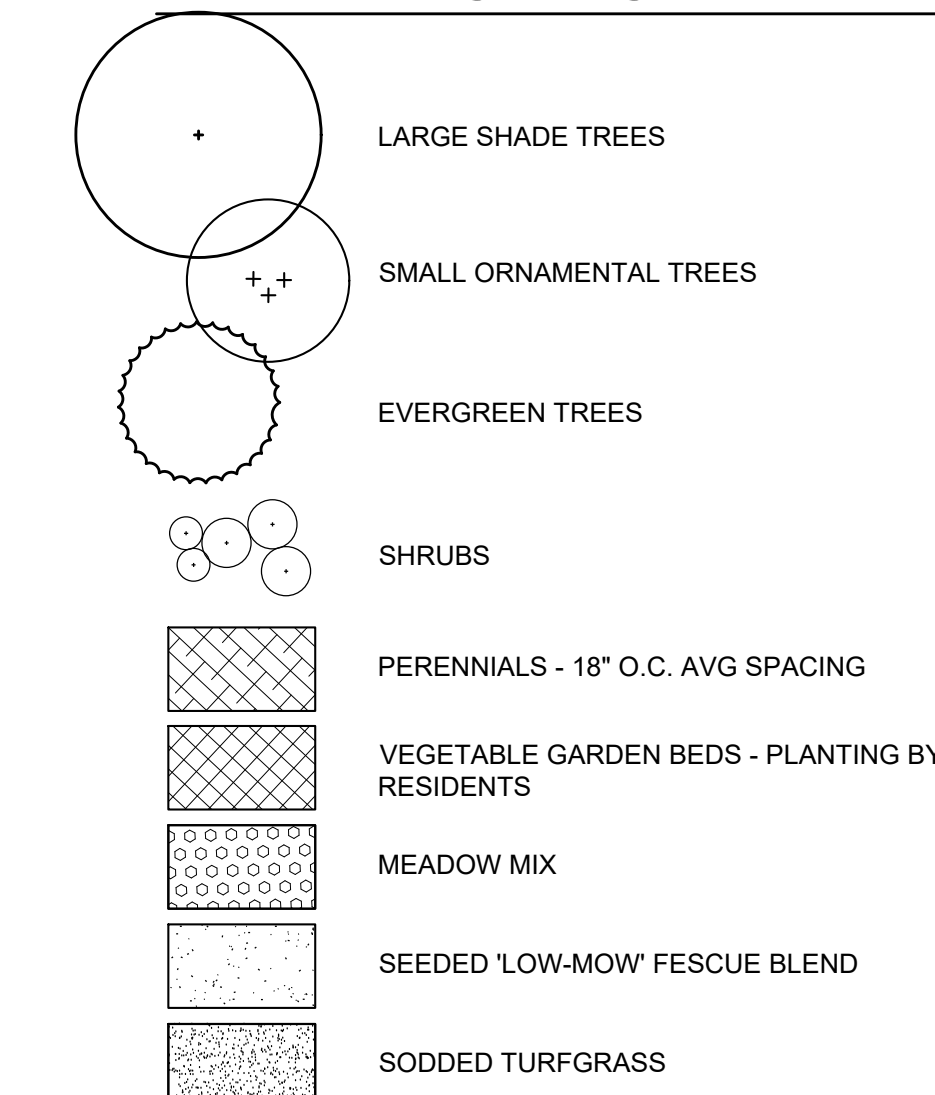 LARGE SHADE TREES
SMALL ORNAMENTAL TREES
EVERGREEN TREES
SHRUBS
PERENNIALS - 18" O.C. AVG SPACING
VEGETABLE GARDEN BEDS - PLANTING BY
RESIDENTS
MEADOW MIX
SEEDED 'LOW-MOW' FESCUE BLEND
SODDED TURFGRASS